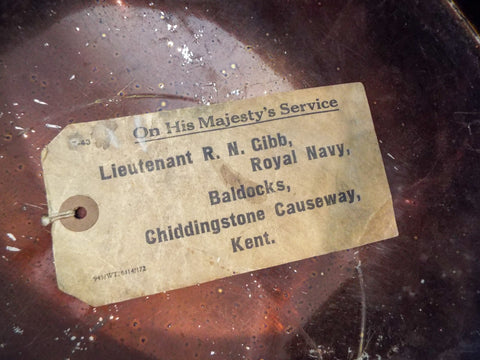 On His Majesty's Service
Lieutenant R. N. Gibb,
Royal Navy,
Baldocks,
Chiddingstone Causeway,
Kent.